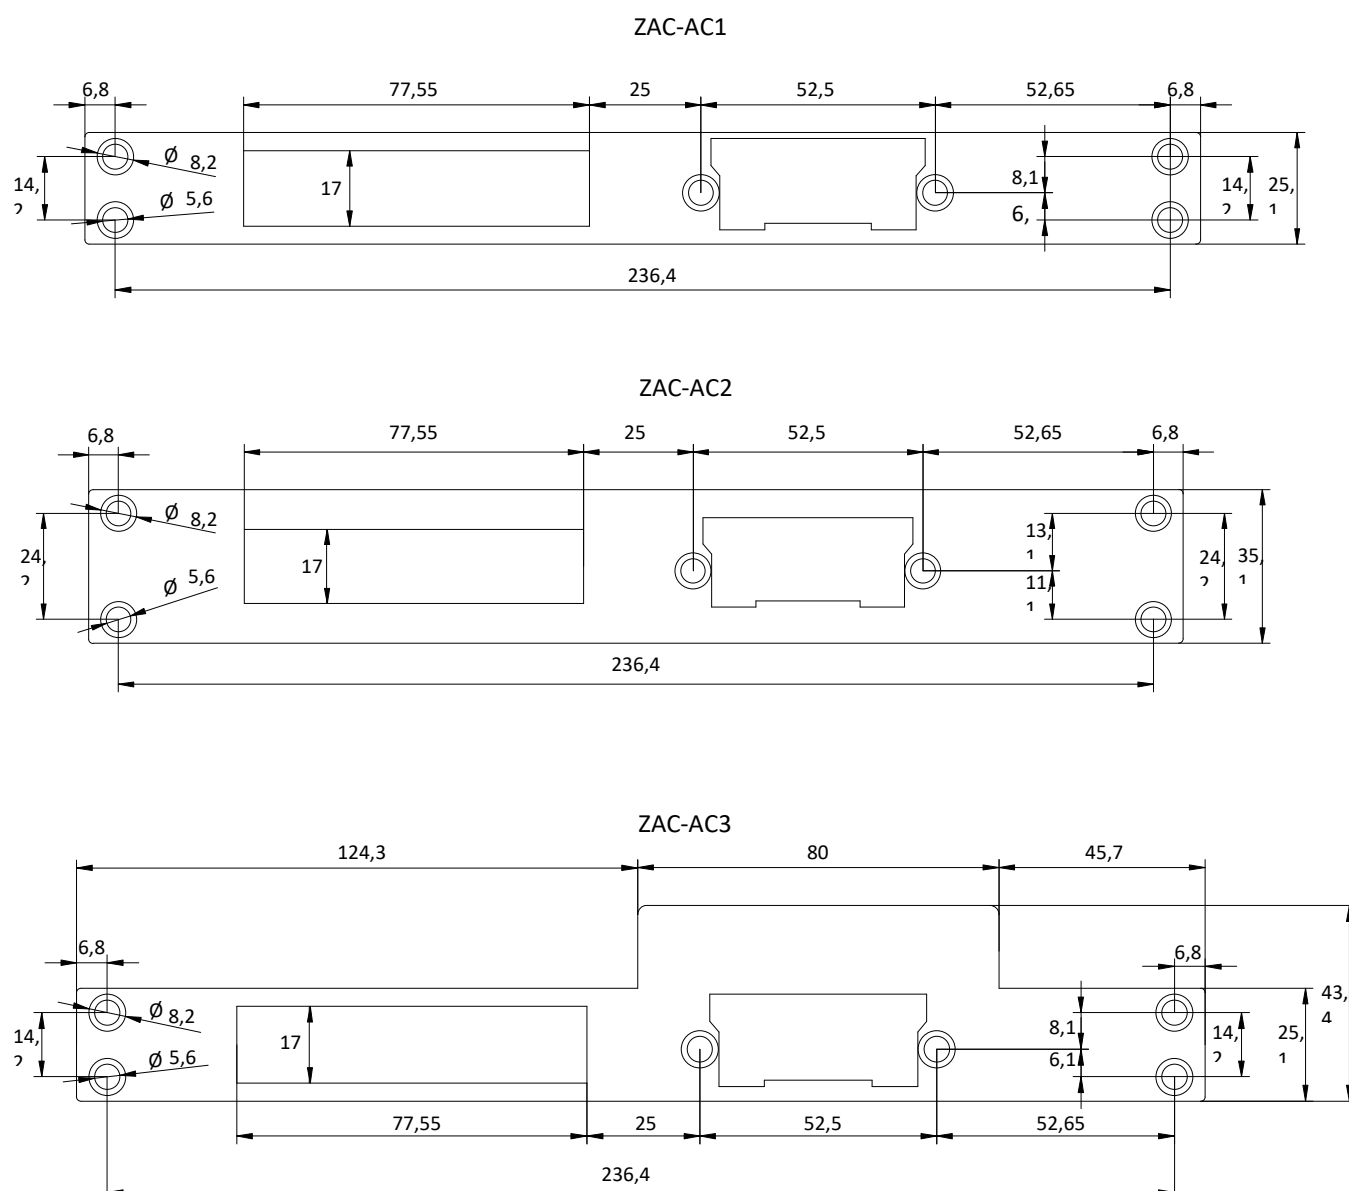 ZAC-AC1
6,8 77,55 25 52,5 52,65 6,8
Ø 8,2
14,2
17
8,1
14,2
25,1
Ø 5,6
6,
236,4
ZAC-AC2
6,8 77,55 25 52,5 52,65 6,8
Ø 8,2
24,2
17
13,1
24,2
35,1
Ø 5,6
11,1
236,4
ZAC-AC3
124,3 80 45,7
6,8 6,8
43,4
Ø 8,2
14,2
17
8,1
14,2
25,1
Ø 5,6
6,1
77,55 25 52,5 52,65
236,4